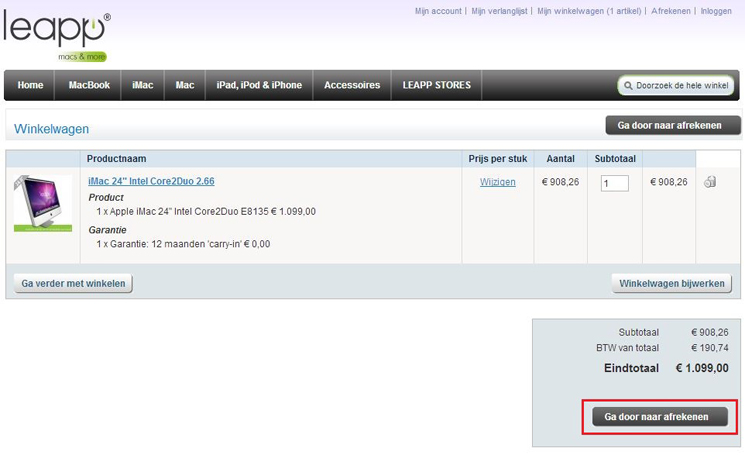 Mijn account | Mijn verlanglijst | Mijn winkelwagen (1 artikel) | Afrekenen | Inloggen
leapp®
macs & more
Home MacBook iMac Mac iPad, iPod & iPhone Accessoires LEAPP STORES Doorzoek de hele winkel
Winkelwagen Ga door naar afrekenen
Productnaam Prijs per stuk Aantal Subtotaal
iMac 24" Intel Core2Duo 2.66 Wijzigen € 908,26 1 € 908,26
Product
1 x Apple iMac 24" Intel Core2Duo E8135 € 1.099,00
Garantie
1 x Garantie: 12 maanden 'carry-in' € 0,00
Ga verder met winkelen Winkelwagen bijwerken
Subtotaal € 908,26
BTW van totaal € 190,74
Eindtotaal € 1.099,00
Ga door naar afrekenen